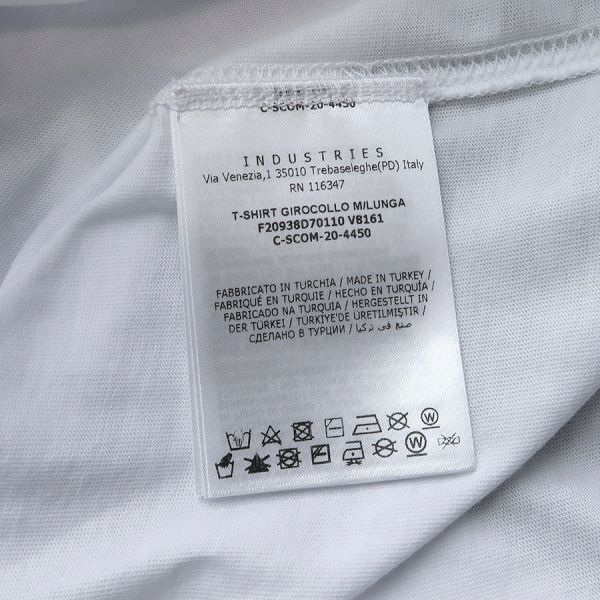 C-SCOM-20-4450
INDUSTRIES
Via Venezia,1 35010 Trebaseleghe(PD) Italy
RN 116347
T-SHIRT GIROCOLLO M/LUNGA
F20938D70110 V8161
C-SCOM-20-4450
FABBRICATO IN TURCHIA / MADE IN TURKEY /
FABRIQUÉ EN TURQUIE / HECHO EN TURQUÍA /
FABRICADO NA TURQUIA / HERGESTELLT IN
DER TÜRKEI / TÜRKİYE'DE ÜRETİLMİŞTİR /
СДЕЛАНО В ТУРЦИИ / صنع في تركيا
W
W